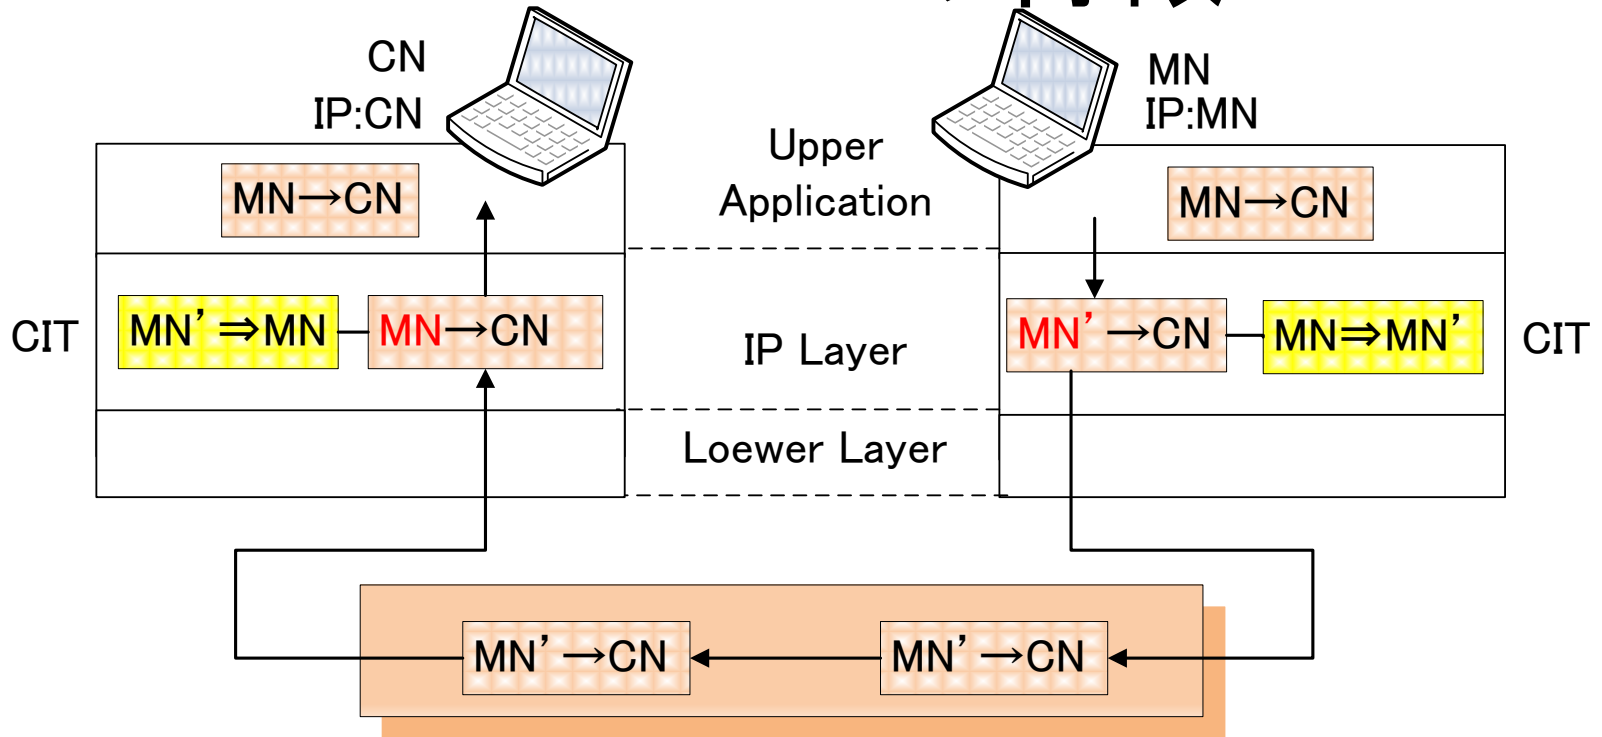 CN
IP:CN
MN
IP:MN
Upper
Application
MN→CN
MN→CN
CIT
MN’⇒MN
MN→CN
IP Layer
MN’→CN
MN⇒MN’
CIT
Loewer Layer
MN’→CN
MN’→CN